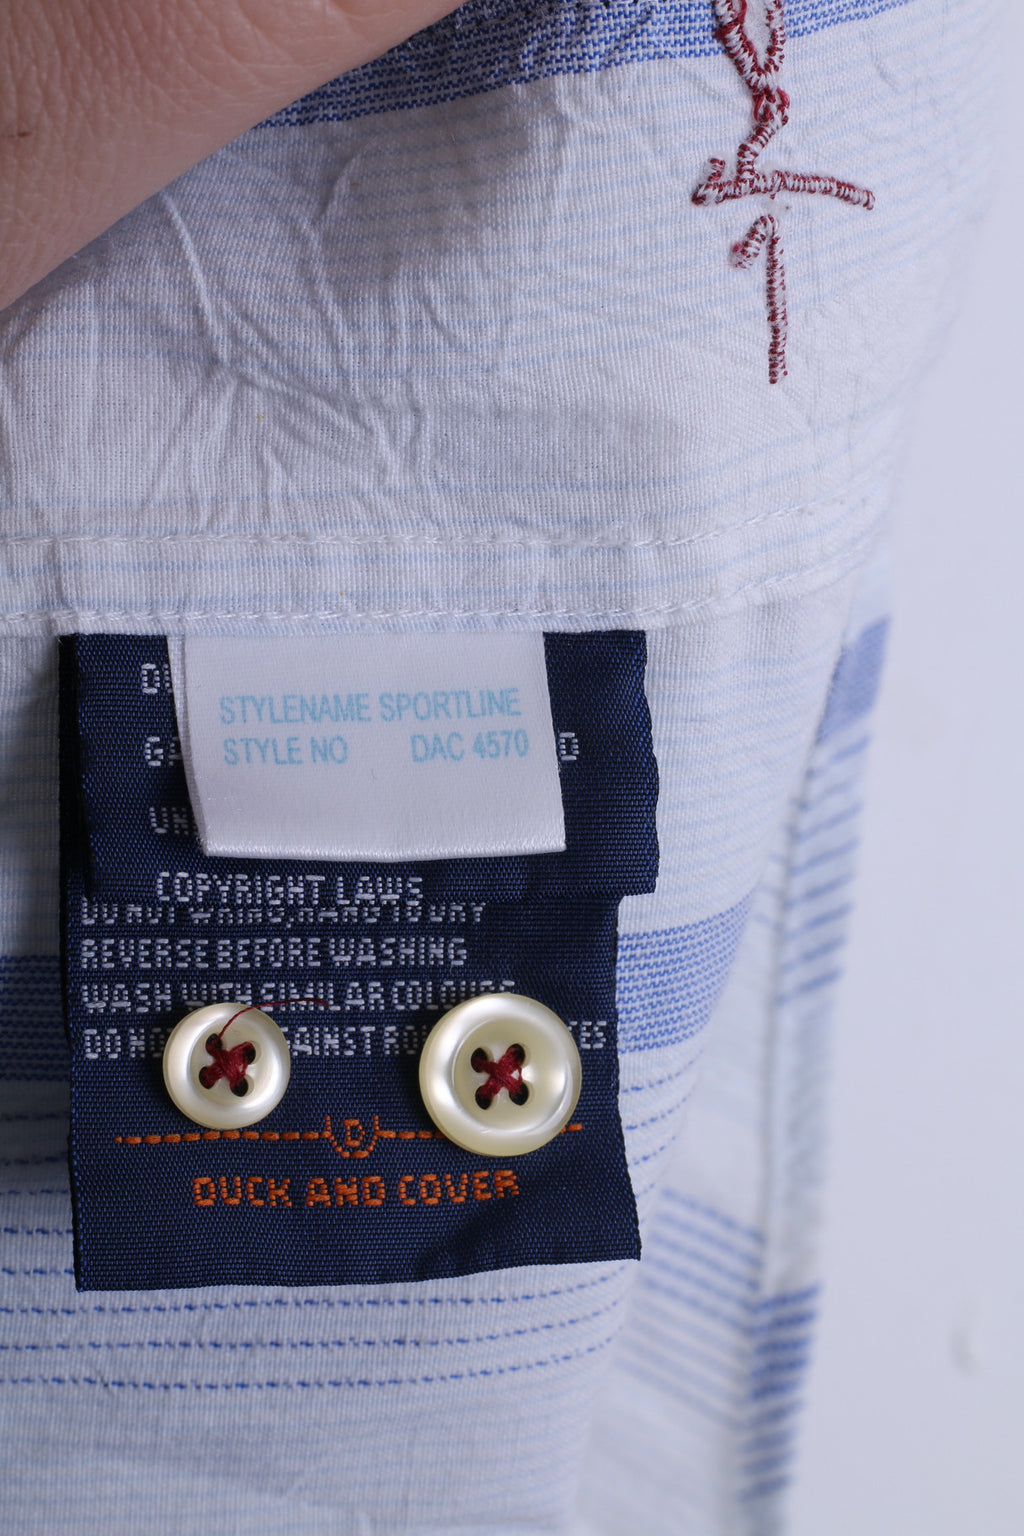 STYLENAME SPORTLINE
STYLE NO DAC 4570
COPYRIGHT LAWS
REVERSE BEFORE WASHING
WASH WITH SIMILAR COLOURS
B
DUCK AND COVER